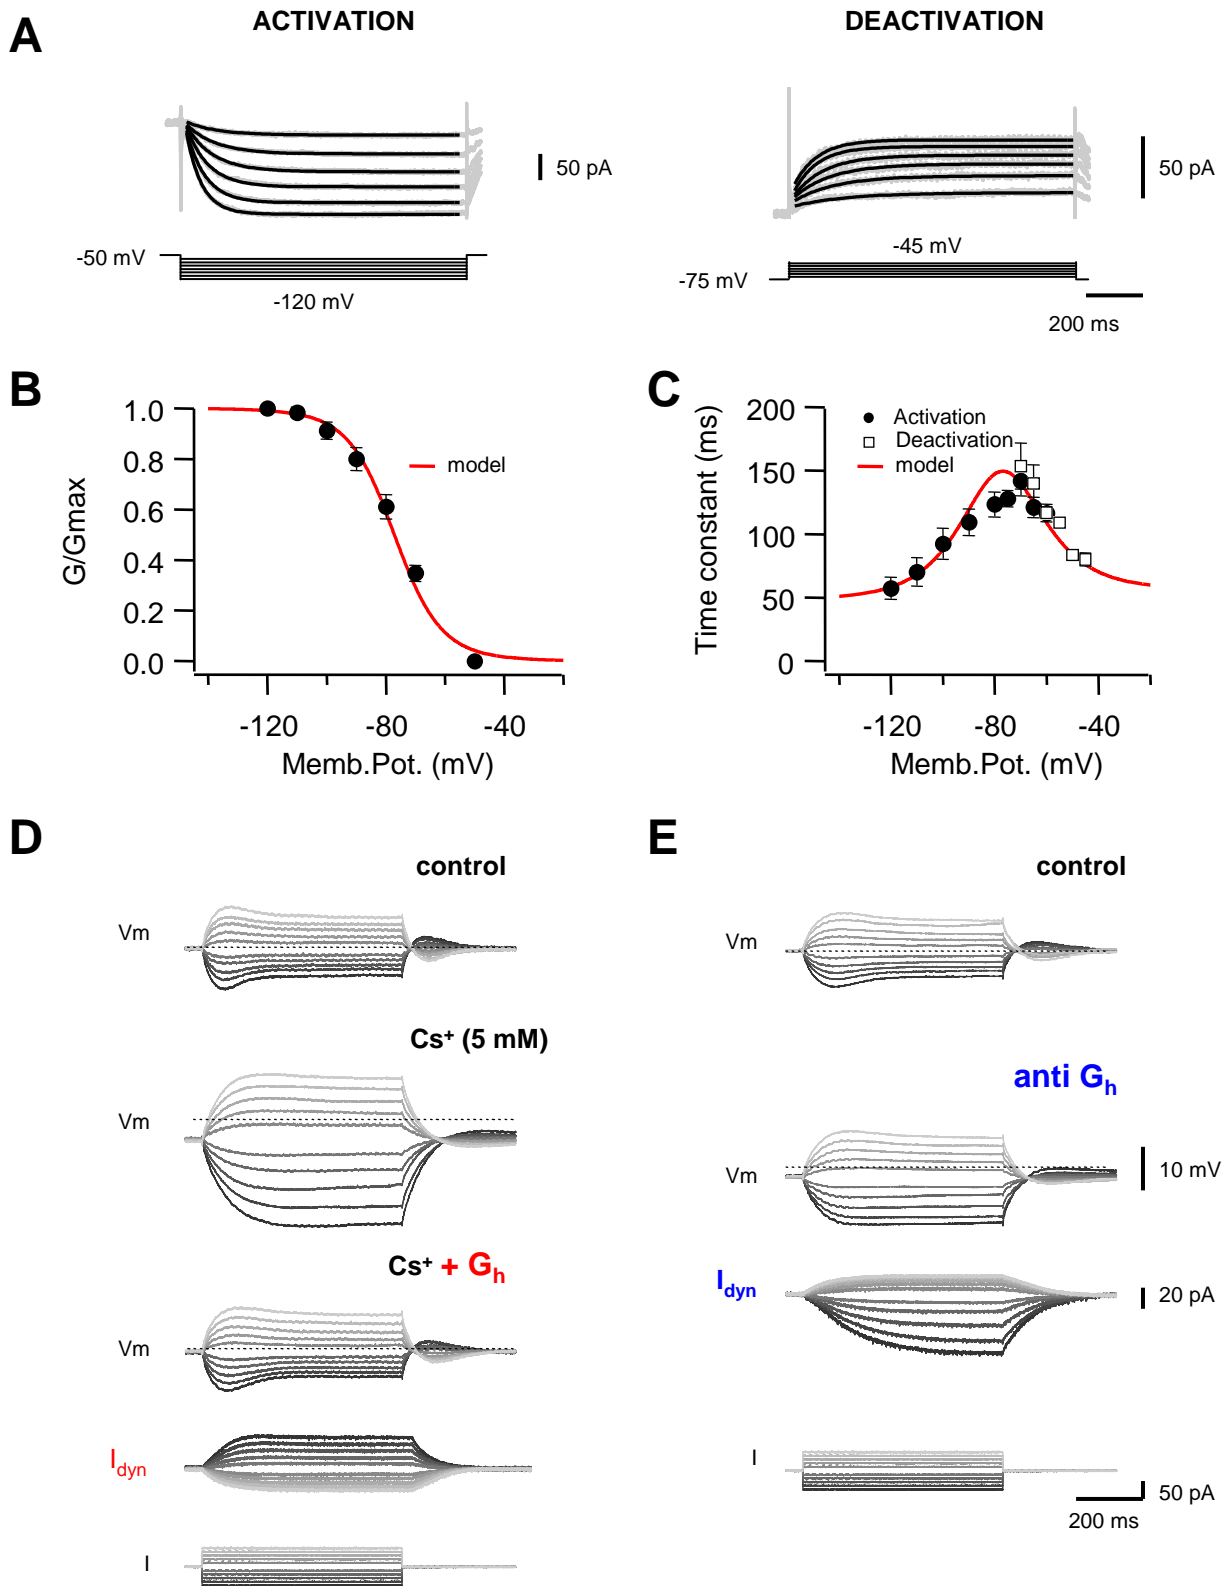 A
ACTIVATION
DEACTIVATION
50 pA
50 pA
-50 mV
-120 mV
-45 mV
-75 mV
200 ms
B
1.0
0.8
0.6
0.4
0.2
0.0
G/Gmax
model
-120
-80
-40
Memb.Pot. (mV)
C
200
150
100
50
0
Time constant (ms)
Activation
Deactivation
model
-120
-80
-40
Memb.Pot. (mV)
D
control
Vm
Cs+ (5 mM)
Vm
Cs+ + Gh
Vm
Idyn
I
E
control
Vm
anti Gh
Vm
10 mV
Idyn
20 pA
I
50 pA
200 ms